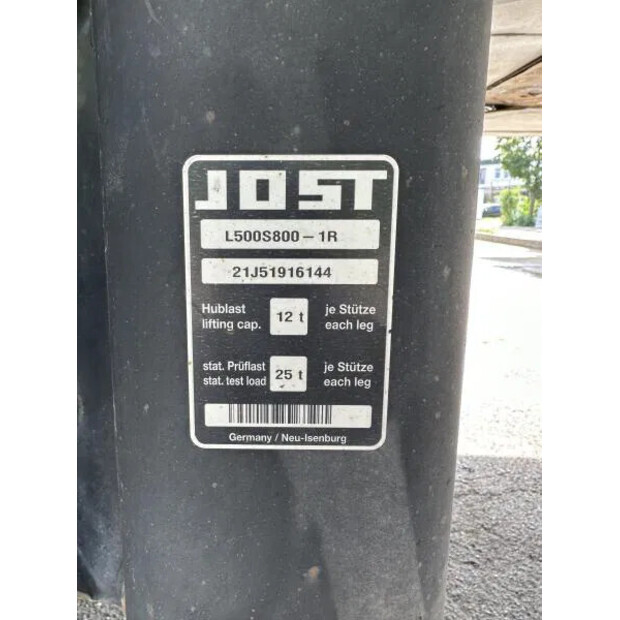 JOST
L500S800-1R
21J51916144
Hublast
lifting cap.
12 t
je Stütze
each leg
stat. Prüflast
stat. test load
25 t
je Stütze
each leg
Germany / Neu-Isenburg